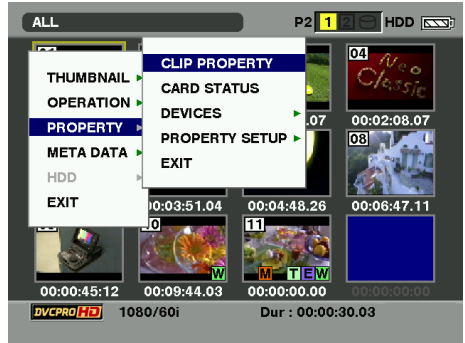 ALL P2 1 2 HDD
THUMBNAIL
OPERATION
PROPERTY
META DATA
HDD
EXIT
CLIP PROPERTY
CARD STATUS
DEVICES
PROPERTY SETUP
EXIT
04
Neo Classic
.07 00:02:08.07
08
0:03:51.04 00:04:48.26 00:06:47.11
10 11
W M T E W
00:00:45:12 00:09:44.03 00:00:00.00 00:00:00.00
DVCPRO HD 1080/60i Dur : 00:00:30.03